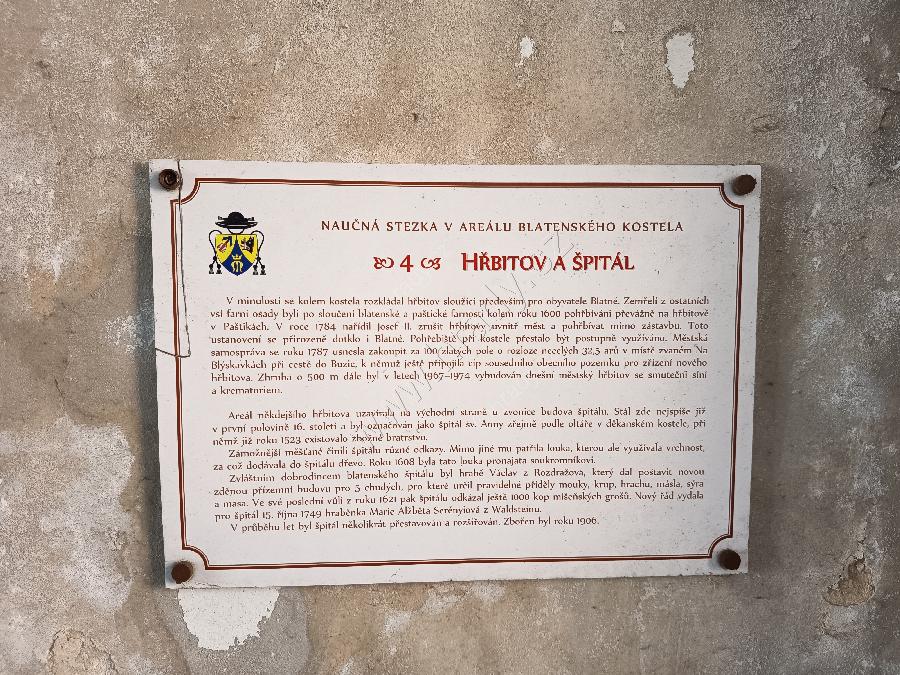 NAUČNÁ STEZKA V AREÁLU BLATENSKÉHO KOSTELA
4 HŘBITOV A ŠPITÁL
V minulosti se kolem kostela rozkládal hřbitov sloužící především pro obyvatele Blatné. Zemřelí z ostatních
vsí farní osady byli po sloučení blatenské a paštické farnosti kolem roku 1600 pohřbíváni převážně na hřbitově
v Paštikách. V roce 1784 nařídil Josef II. zrušit hřbitovy uvnitř měst a pohřbívat mimo zástavbu. Toto
ustanovení se přirozeně dotklo i Blatné. Pohřebiště při kostele přestalo být postupně využíváno. Městská
samospráva se roku 1787 usnesla zakoupit za 100 zlatých pole o rozloze necelých 32,5 arů v místě zvaném Na
Blýskavkách při cestě do Buzic, k němuž ještě připojila cíp sousedního obecního pozemku pro zřízení nového
hřbitova. Zhruba o 500 m dále byl v letech 1967–1974 vybudován dnešní městský hřbitov se smuteční síní
a krematoriem.
Areál někdejšího hřbitova uzavírala na východní straně u zvonice budova špitálu. Stál zde nejspíše již
v první polovině 16. století a byl označován jako špitál sv. Anny zřejmě podle oltáře v děkanském kostele, při
němž již roku 1523 existovalo zbožné bratrstvo.
Zámožnější měšťané činili špitálu různé odkazy. Mimo jiné mu patřila louka, kterou ale využívala vrchnost,
za což dodávala do špitálu dřevo. Roku 1608 byla tato louka pronajata soukromníkovi.
Zvláštním dobrodincem blatenského špitálu byl hrabě Václav z Rozdražova, který dal postavit novou
zděnou přízemní budovu pro 5 chudých, pro které určil pravidelné příděly mouky, krup, hrachu, másla, sýra
a masa. Ve své poslední vůli z roku 1621 pak špitálu odkázal ještě 1000 kop míšeňských grošů. Nový řád vydala
pro špitál 15. října 1749 hraběnka Marie Alžběta Serényiová z Waldsteinu.
V průběhu let byl špitál několikrát přestavován a rozšiřován. Zbořen byl roku 1906.